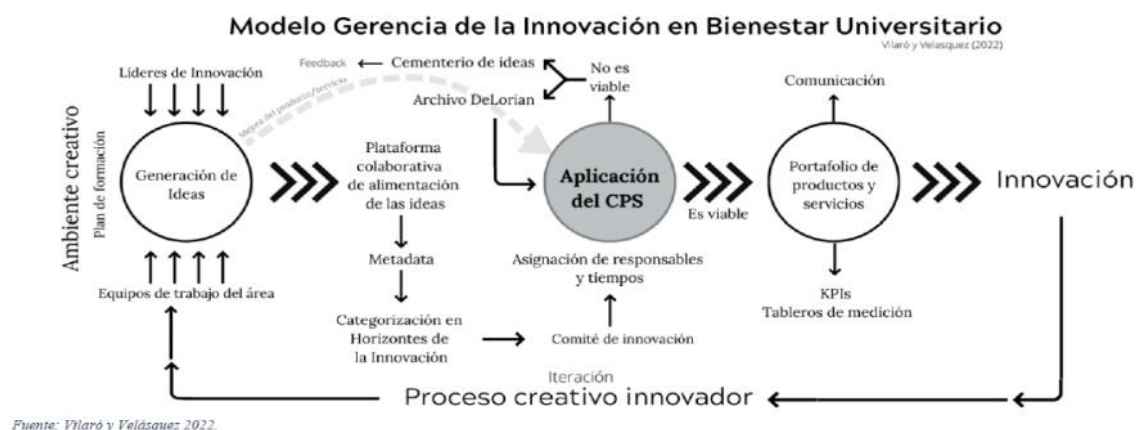 Modelo Gerencia de la Innovación en Bienestar Universitario
Vilaró y Velasquez (2022)
Ambiente creativo
Plan de formación
Líderes de Innovación
Generación de
Ideas
Equipos de trabajo del área
Feedback
Cementerio de ideas
No es
viable
Archivo DeLorian
Mejora del producto/servicio
Plataforma
colaborativa
de alimentación
de las ideas
Metadata
Categorización en
Horizontes de
la Innovación
Comité de innovación
Asignación de responsables
y tiempos
Aplicación
del CPS
Es viable
Comunicación
Portafolio de
productos y
servicios
KPIs
Tableros de medición
Innovación
Iteración
Proceso creativo innovador
Fuente: Vilaró y Velásquez 2022.